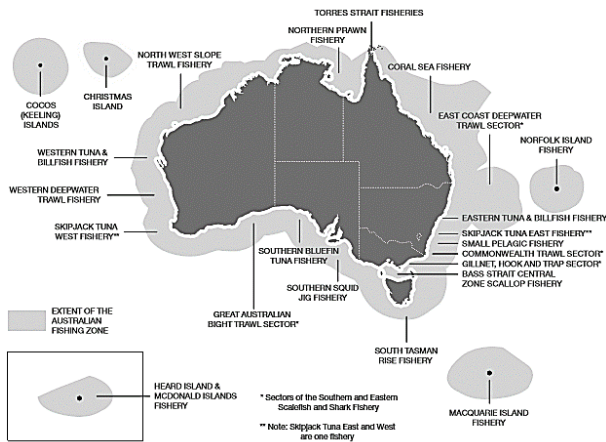 TORRES STRAIT FISHERIES
NORTHERN PRAWN
FISHERY
NORTH WEST SLOPE
TRAWL FISHERY
CORAL SEA FISHERY
CHRISTMAS
ISLAND
COCOS
(KEELING)
ISLANDS
EAST COAST DEEPWATER
TRAWL SECTOR*
NORFOLK ISLAND
FISHERY
WESTERN TUNA &
BILLFISH FISHERY
WESTERN DEEPWATER
TRAWL FISHERY
SKIPJACK TUNA
WEST FISHERY**
EASTERN TUNA & BILLFISH FISHERY
SKIPJACK TUNA EAST FISHERY**
SMALL PELAGIC FISHERY
COMMONWEALTH TRAWL SECTOR*
GILLNET, HOOK AND TRAP SECTOR*
BASS STRAIT CENTRAL
ZONE SCALLOP FISHERY
SOUTHERN BLUEFIN
TUNA FISHERY
SOUTHERN SQUID
JIG FISHERY
GREAT AUSTRALIAN
BIGHT TRAWL SECTOR*
EXTENT OF THE
AUSTRALIAN
FISHING ZONE
SOUTH TASMAN
RISE FISHERY
HEARD ISLAND &
MCDONALD ISLANDS
FISHERY
* Sectors of the Southern and Eastern
Scalefish and Shark Fishery
** Note: Skipjack Tuna East and West
are one fishery
MACQUARIE ISLAND
FISHERY